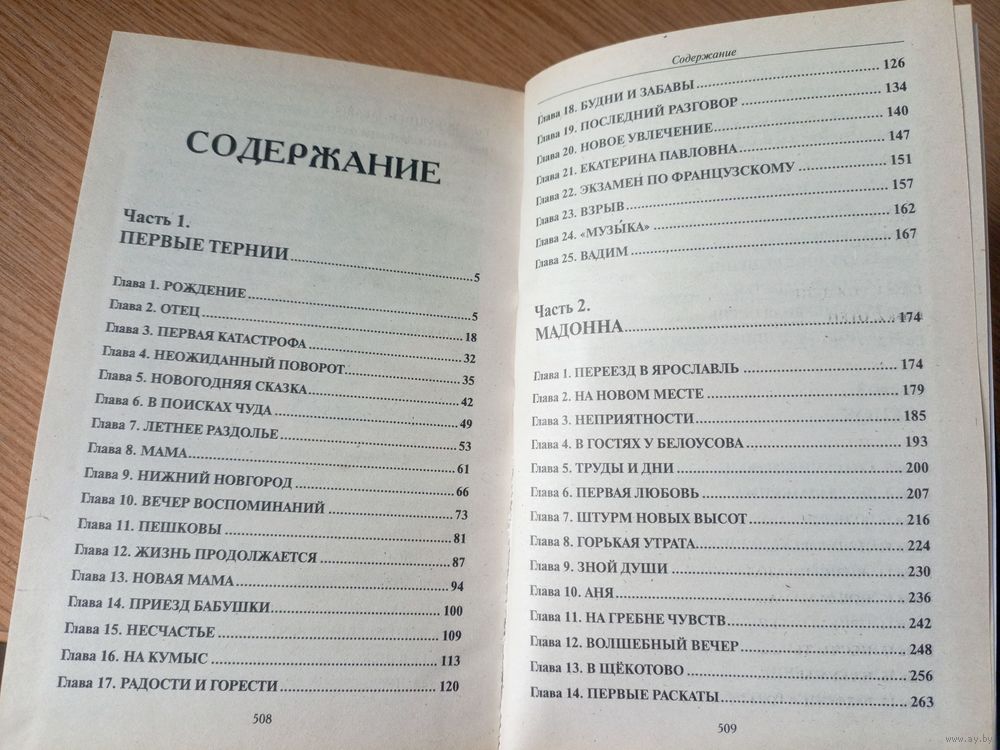 СОДЕРЖАНИЕ
Часть 1.
ПЕРВЫЕ ТЕРНИИ 5
Глава 1. РОЖДЕНИЕ 5
Глава 2. ОТЕЦ 18
Глава 3. ПЕРВАЯ КАТАСТРОФА 32
Глава 4. НЕОЖИДАННЫЙ ПОВОРОТ 35
Глава 5. НОВОГОДНЯЯ СКАЗКА 42
Глава 6. В ПОИСКАХ ЧУДА 49
Глава 7. ЛЕТНЕЕ РАЗДОЛЬЕ 53
Глава 8. МАМА 61
Глава 9. НИЖНИЙ НОВГОРОД 66
Глава 10. ВЕЧЕР ВОСПОМИНАНИЙ 73
Глава 11. ПЕШКОВЫ 81
Глава 12. ЖИЗНЬ ПРОДОЛЖАЕТСЯ 87
Глава 13. НОВАЯ МАМА 94
Глава 14. ПРИЕЗД БАБУШКИ 100
Глава 15. НЕСЧАСТЬЕ 109
Глава 16. НА КУМЫС 113
Глава 17. РАДОСТИ И ГОРЕСТИ 120
508
Содержание
Глава 18. БУДНИ И ЗАБАВЫ 126
Глава 19. ПОСЛЕДНИЙ РАЗГОВОР 134
Глава 20. НОВОЕ УВЛЕЧЕНИЕ 140
Глава 21. ЕКАТЕРИНА ПАВЛОВНА 147
Глава 22. ЭКЗАМЕН ПО ФРАНЦУЗСКОМУ 151
Глава 23. ВЗРЫВ 157
Глава 24. «МУЗЫ́КА» 162
Глава 25. ВАДИМ 167
Часть 2.
МАДОННА 174
Глава 1. ПЕРЕЕЗД В ЯРОСЛАВЛЬ 174
Глава 2. НА НОВОМ МЕСТЕ 179
Глава 3. НЕПРИЯТНОСТИ 185
Глава 4. В ГОСТЯХ У БЕЛОУСОВА 193
Глава 5. ТРУДЫ И ДНИ 200
Глава 6. ПЕРВАЯ ЛЮБОВЬ 207
Глава 7. ШТУРМ НОВЫХ ВЫСОТ 216
Глава 8. ГОРЬКАЯ УТРАТА 224
Глава 9. ЗНОЙ ДУШИ 230
Глава 10. АНЯ 236
Глава 11. НА ГРЕБНЕ ЧУВСТВ 242
Глава 12. ВОЛШЕБНЫЙ ВЕЧЕР 248
Глава 13. В ЩЁКОТОВО 256
Глава 14. ПЕРВЫЕ РАСКАТЫ 263
509
www.ay.by